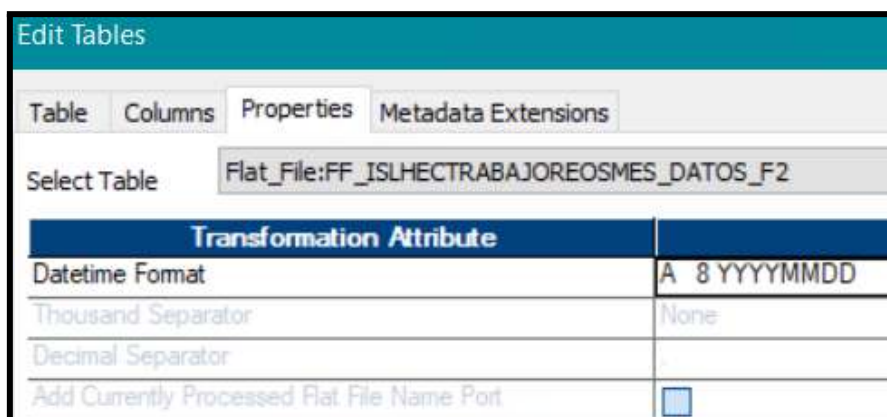 Edit Tables
Table Columns Properties Metadata Extensions
Select Table Flat_File:FF_ISLHECTRABAJOREOSMES_DATOS_F2
Transformation Attribute
Datetime Format A 8 YYYYMMDD
Thousand Separator None
Decimal Separator .
Add Currently Processed Flat File Name Port